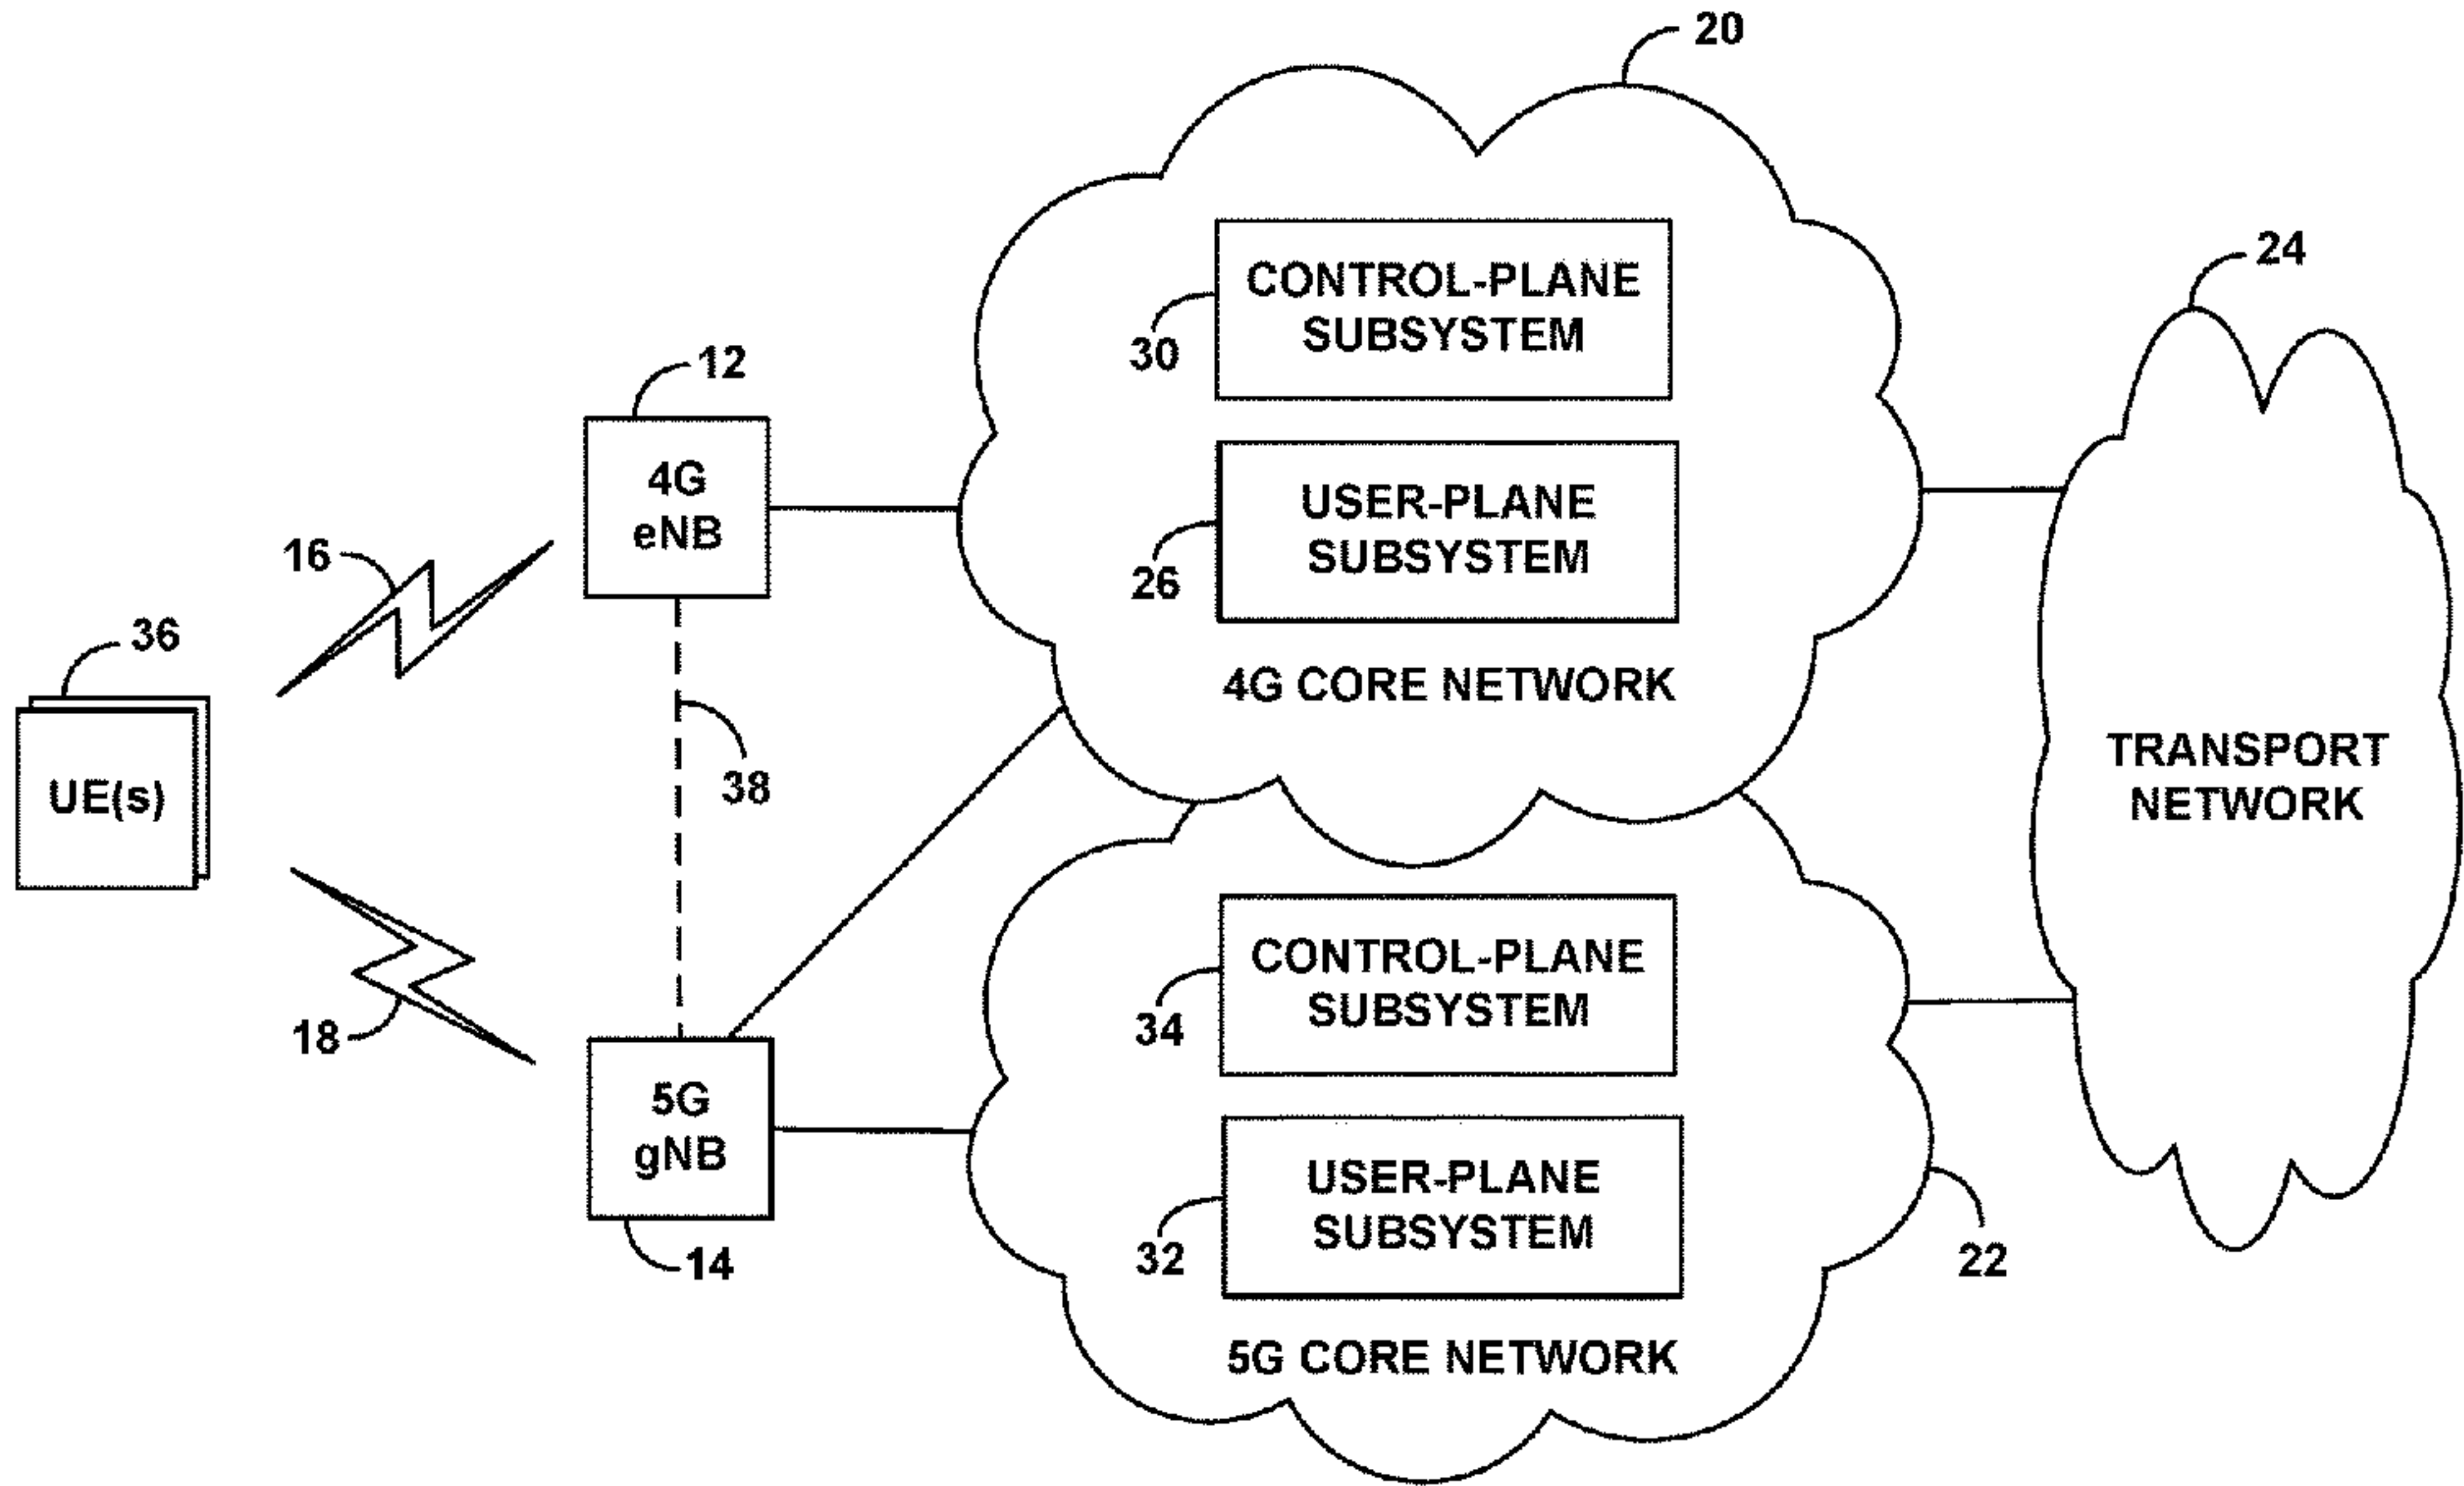 20
CONTROL-PLANE
SUBSYSTEM
30
24
12
4G
eNB
USER-PLANE
SUBSYSTEM
26
16
36
UE(s)
38
4G CORE NETWORK
TRANSPORT
NETWORK
18
5G
gNB
14
CONTROL-PLANE
SUBSYSTEM
34
USER-PLANE
SUBSYSTEM
32
22
5G CORE NETWORK